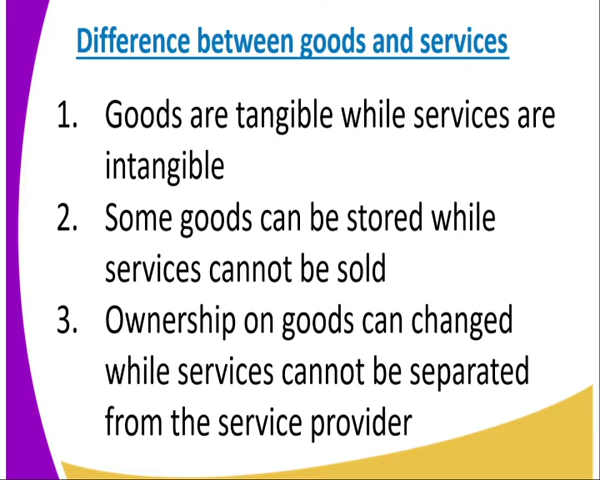 Difference between goods and services
1. Goods are tangible while services are
intangible
2. Some goods can be stored while
services cannot be sold
3. Ownership on goods can changed
while services cannot be separated
from the service provider